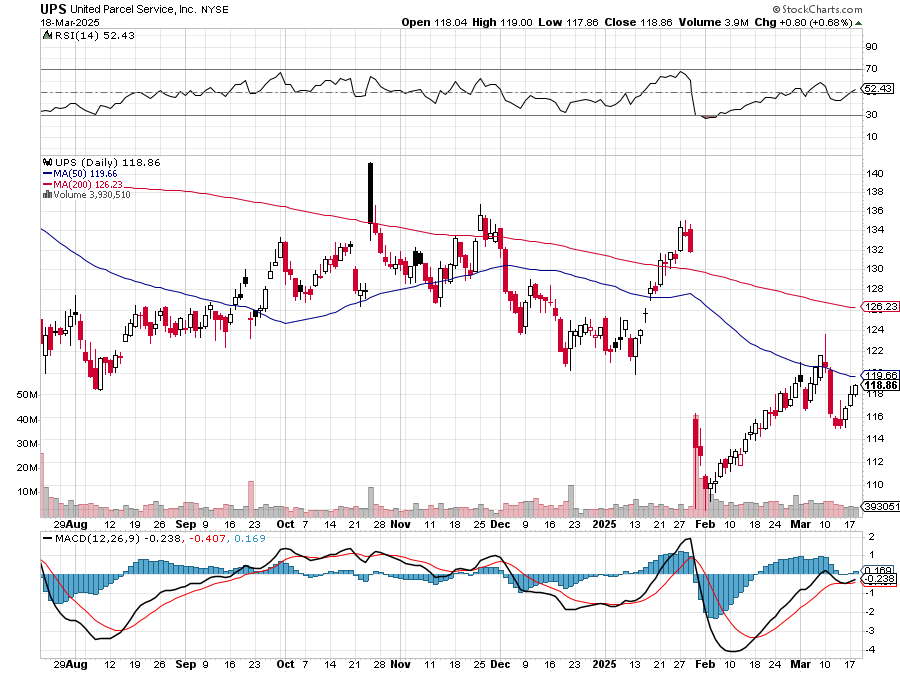 UPS United Parcel Service, Inc. NYSE
© StockCharts.com
18-Mar-2025
Open 118.04 High 119.00 Low 117.86 Close 118.86 Volume 3.9M Chg +0.80 (+0.68%)
RSI(14) 52.43
90
70
52.43
30
10
UPS (Daily) 118.86
MA(50) 119.66
MA(200) 126.23
Volume 3,930,510
140
138
136
134
132
130
128
126.23
124
122
119.66
118.86
118
116
114
112
110
3930510
50M
40M
30M
20M
10M
29 Aug 12 19 26 Sep 9 16 23 Oct 7 14 21 28 Nov 11 18 25 Dec 9 16 23 2025 13 21 27 Feb 10 18 24 Mar 10 17
MACD(12,26,9) -0.238, -0.407, 0.169
2
1
0.169
-0.238
-1
-2
-3
-4
29 Aug 12 19 26 Sep 9 16 23 Oct 7 14 21 28 Nov 11 18 25 Dec 9 16 23 2025 13 21 27 Feb 10 18 24 Mar 10 17